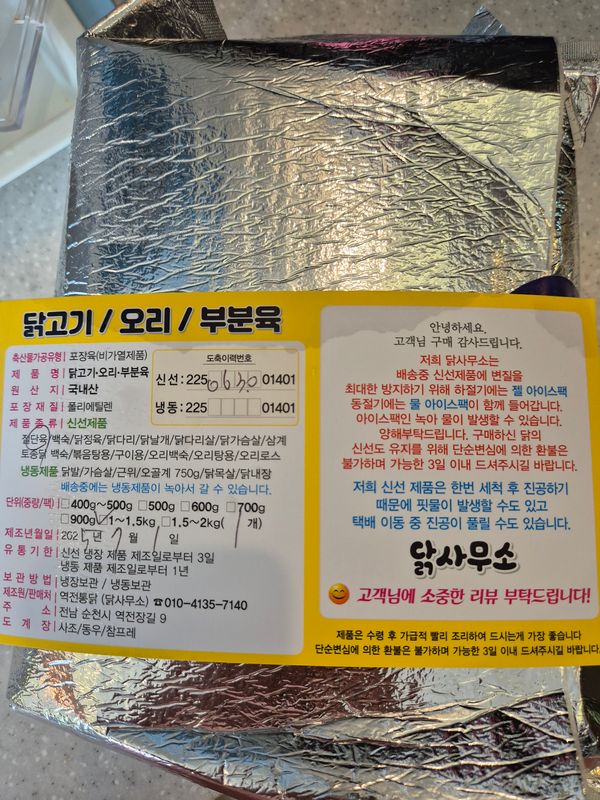 닭고기 / 오리 / 부분육
축산물가공유형 포장육(비가열제품)
제 품 명 닭고기·오리·부분육
원 산 지 국내산
포 장 재 질 폴리에틸렌
제 품 종 류 신선제품
도축이력번호
신선 : 225 0630 01401
냉동 : 225 01401
절단육/백숙/닭정육/닭다리/닭날개/닭다리살/닭가슴살/삼계
토종닭 백숙/볶음탕용/구이용/오리백숙/오리탕용/오리로스
냉동제품 닭발/가슴살/근위/오골계 750g/닭목살/닭내장
배송중에는 냉동제품이 녹아서 갈 수 있습니다.
단위(중량/팩) □400g~500g □500g □600g □700g
□900g □1~1.5kg □1.5~2kg( 1 개)
제조년월일 2025년 7월 1일
유 통 기 한 신선 냉장 제품 제조일로부터 3일
냉동 제품 제조일로부터 1년
보 관 방 법 냉장보관 / 냉동보관
제조원/판매처 역전통닭 (닭사무소) ☎010-4135-7140
주 소 전남 순천시 역전장길 9
도 계 장 사조/동우/참프레
안녕하세요.
고객님 구매 감사드립니다.
저희 닭사무소는
배송중 신선제품에 변질을
최대한 방지하기 위해 하절기에는 젤 아이스팩
동절기에는 물 아이스팩이 함께 들어갑니다.
아이스팩인 녹아 물이 발생할 수 있습니다.
양해부탁드립니다. 구매하신 닭의
신선도 유지를 위해 단순변심에 의한 환불은
불가하며 가능한 3일 이내 드셔주시길 바랍니다.
저희 신선 제품은 한번 세척 후 진공하기
때문에 핏물이 발생할 수도 있고
택배 이동 중 진공이 풀릴 수도 있습니다.
닭사무소
고객님에 소중한 리뷰 부탁드립니다!
제품은 수령 후 가급적 빨리 조리하여 드시는게 가장 좋습니다
단순변심에 의한 환불은 불가하며 가능한 3일 이내 드셔주시길 바랍니다.